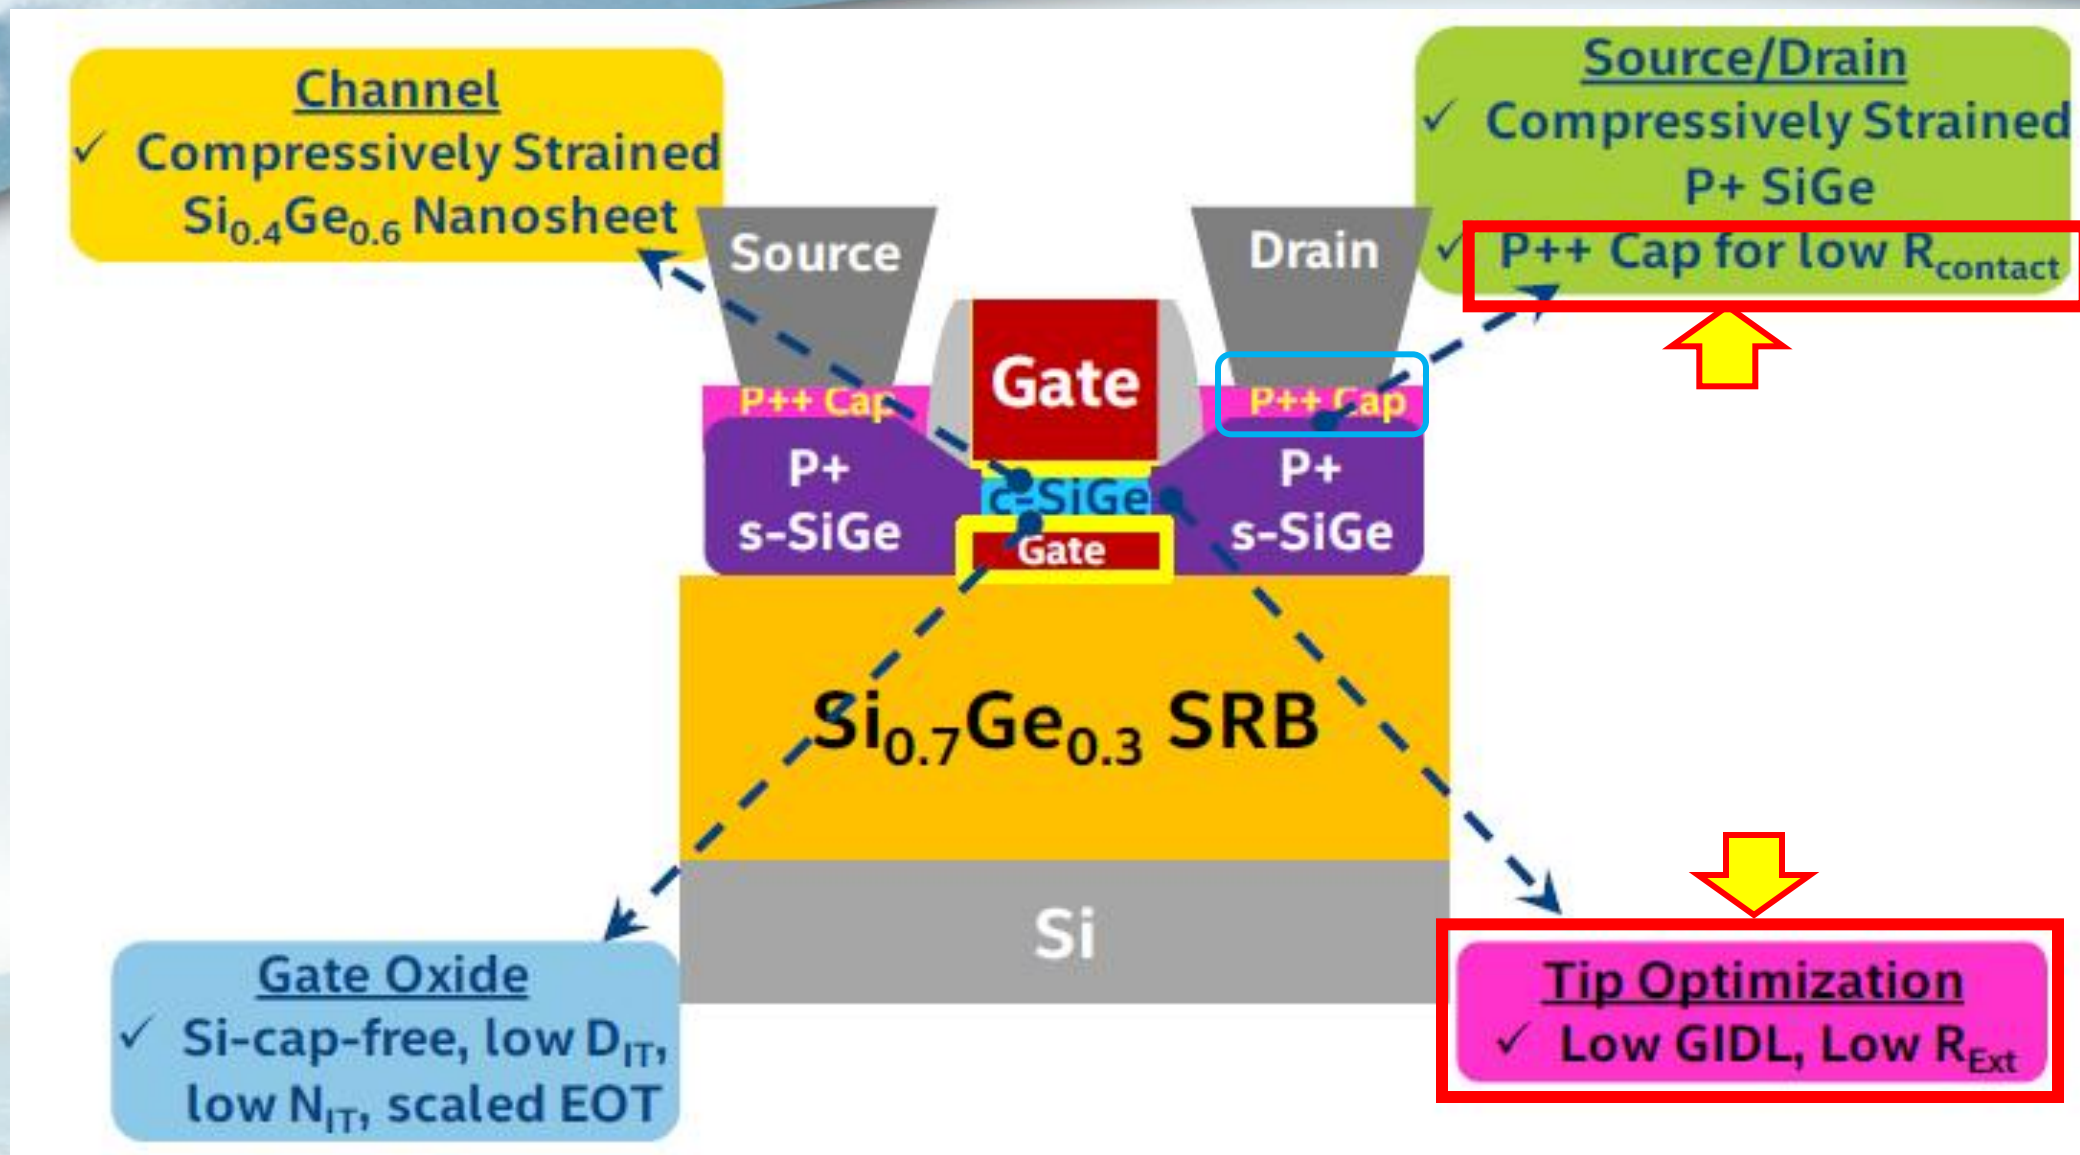 Channel
✓ Compressively Strained
Si0.4Ge0.6 Nanosheet
Source/Drain
✓ Compressively Strained
P+ SiGe
✓ P++ Cap for low Rcontact
Source
Drain
Gate
P++ Cap
P++ Cap
P+
s-SiGe
c-SiGe
P+
s-SiGe
Gate
Si0.7Ge0.3 SRB
Si
Gate Oxide
✓ Si-cap-free, low DIT,
low NIT, scaled EOT
Tip Optimization
✓ Low GIDL, Low RExt